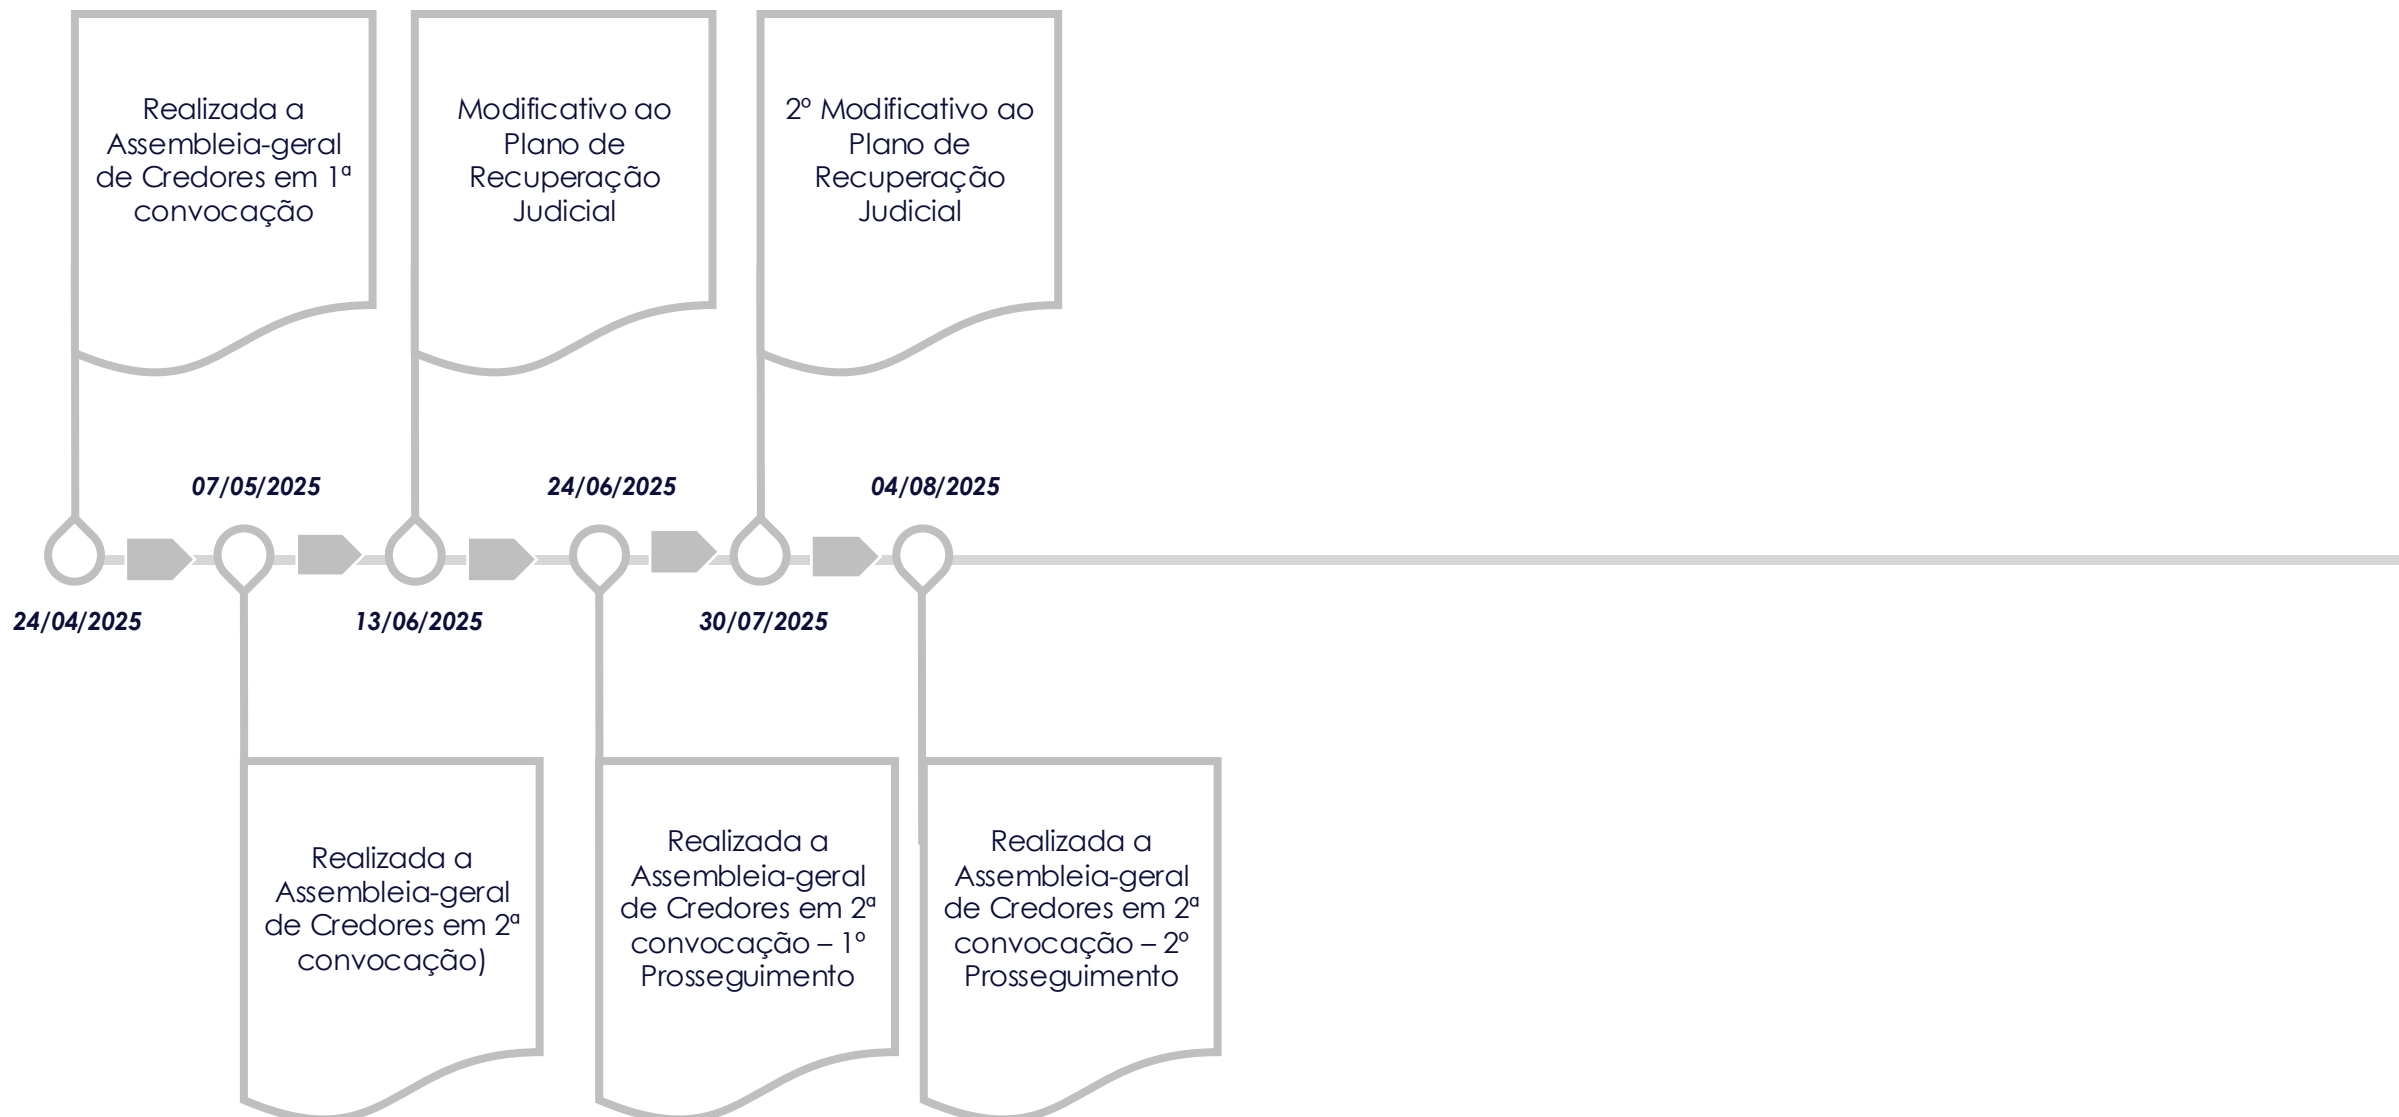 Realizada a
Assembleia-geral
de Credores em 1ª
convocação
Modificativo ao
Plano de
Recuperação
Judicial
2º Modificativo ao
Plano de
Recuperação
Judicial
07/05/2025
24/06/2025
04/08/2025
24/04/2025
13/06/2025
30/07/2025
Realizada a
Assembleia-geral
de Credores em 2ª
convocação)
Realizada a
Assembleia-geral
de Credores em 2ª
convocação – 1º
Prosseguimento
Realizada a
Assembleia-geral
de Credores em 2ª
convocação – 2º
Prosseguimento